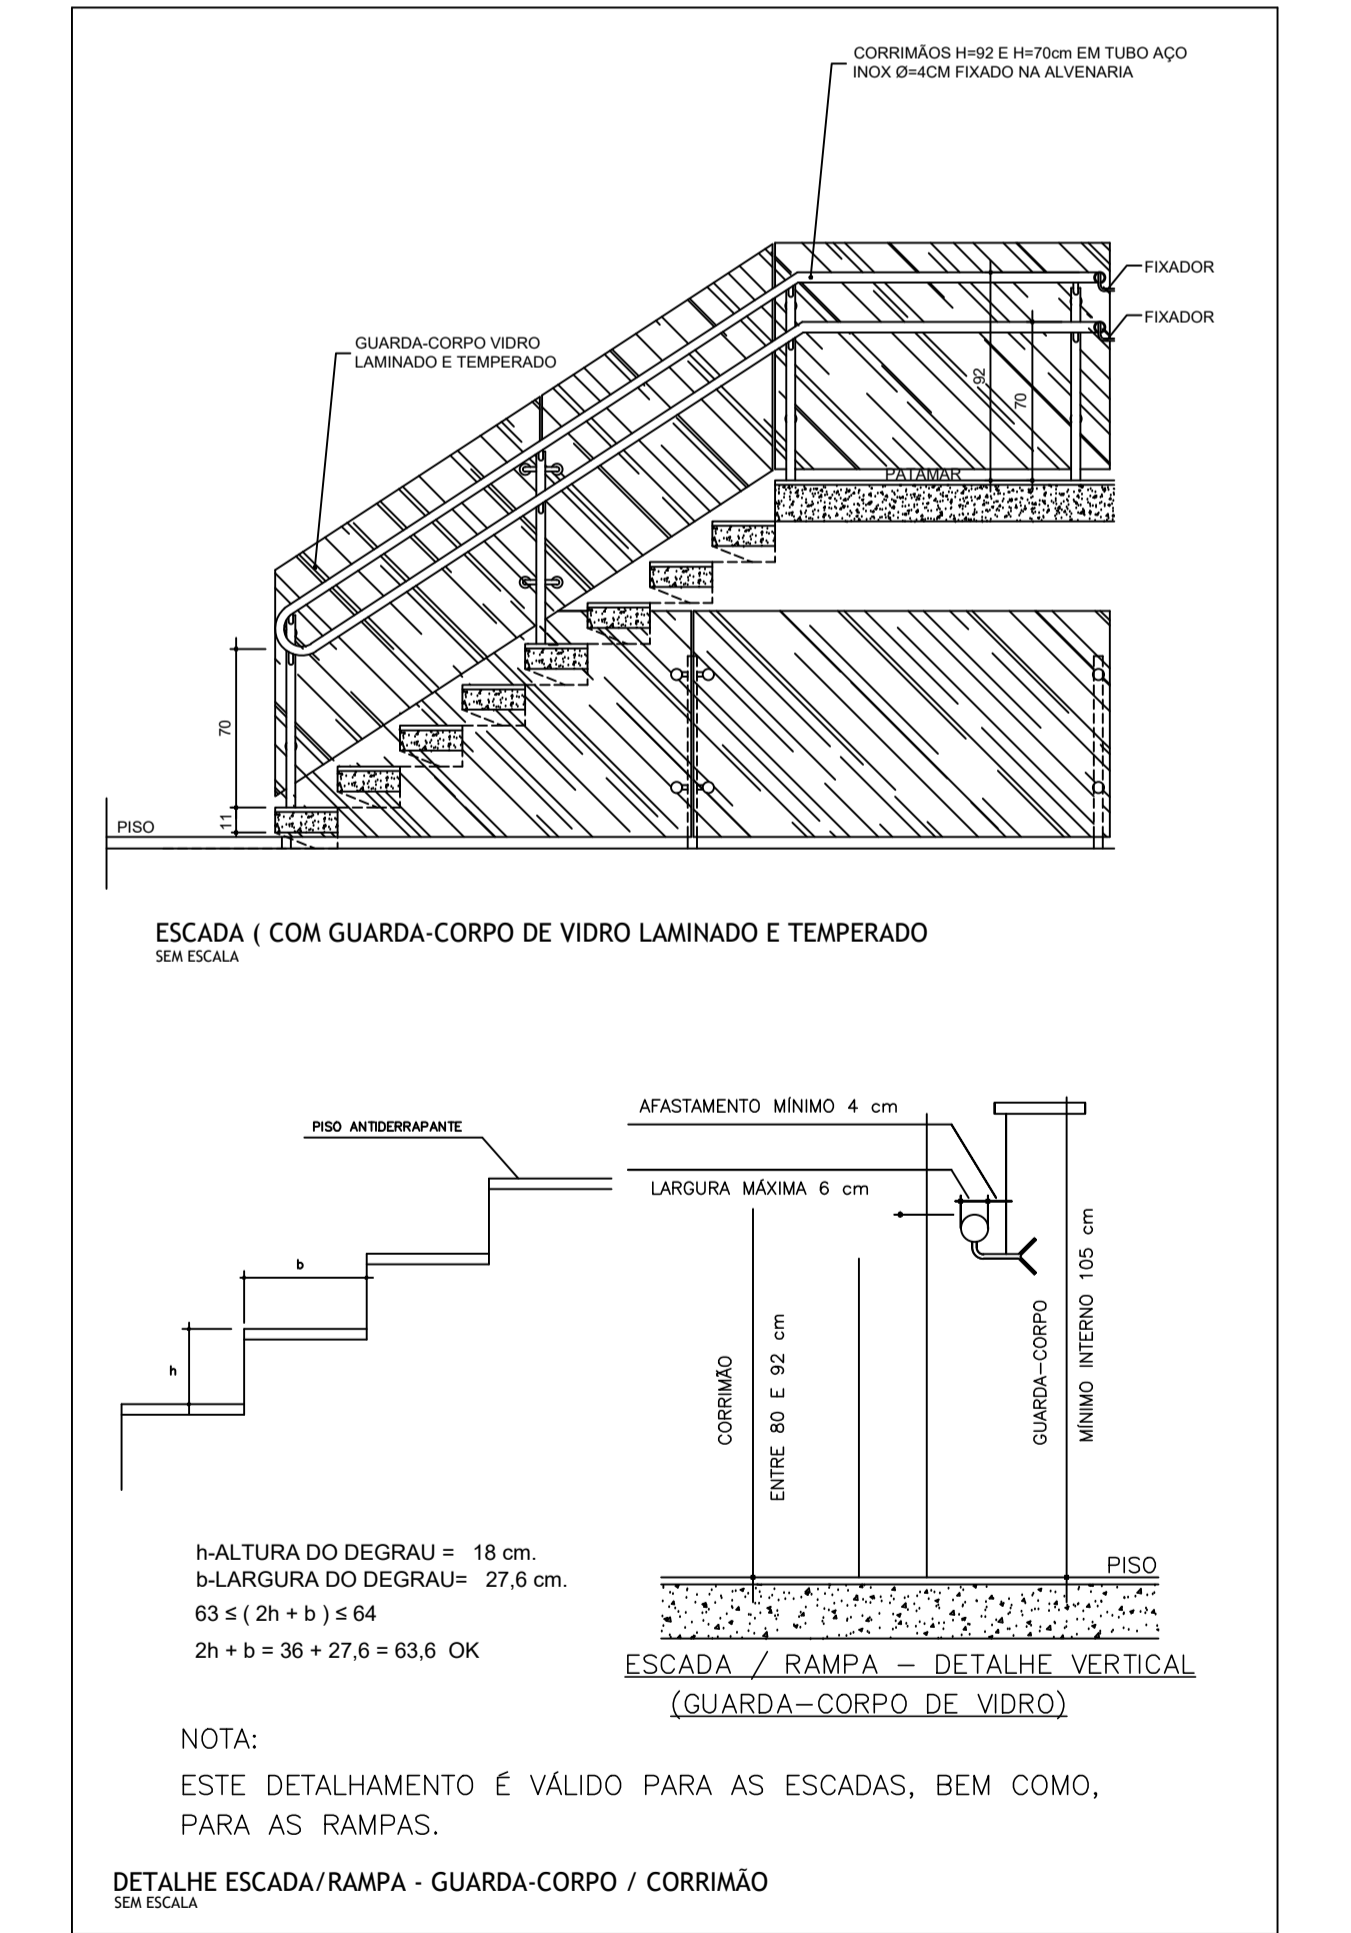 CORRIMÃOS H=92 E H=70cm EM TUBO AÇO
INOX Ø=4CM FIXADO NA ALVENARIA
FIXADOR
FIXADOR
GUARDA-CORPO VIDRO
LAMINADO E TEMPERADO
92
70
PATAMAR
70
11
PISO
ESCADA ( COM GUARDA-CORPO DE VIDRO LAMINADO E TEMPERADO
SEM ESCALA
PISO ANTIDERRAPANTE
b
h
AFASTAMENTO MÍNIMO 4 cm
LARGURA MÁXIMA 6 cm
CORRIMÃO
ENTRE 80 E 92 cm
GUARDA-CORPO
MÍNIMO INTERNO 105 cm
PISO
h-ALTURA DO DEGRAU = 18 cm.
b-LARGURA DO DEGRAU= 27,6 cm.
63 ≤ ( 2h + b ) ≤ 64
2h + b = 36 + 27,6 = 63,6 OK
ESCADA / RAMPA - DETALHE VERTICAL
(GUARDA-CORPO DE VIDRO)
NOTA:
ESTE DETALHAMENTO É VÁLIDO PARA AS ESCADAS, BEM COMO,
PARA AS RAMPAS.
DETALHE ESCADA/RAMPA - GUARDA-CORPO / CORRIMÃO
SEM ESCALA